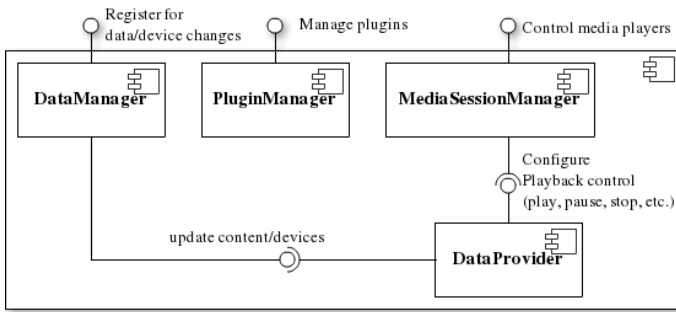 Register for
data/device changes
Manage plugins
Control media players
DataManager
PluginManager
MediaSessionManager
Configure
Playback control
(play, pause, stop, etc.)
update content/devices
DataProvider